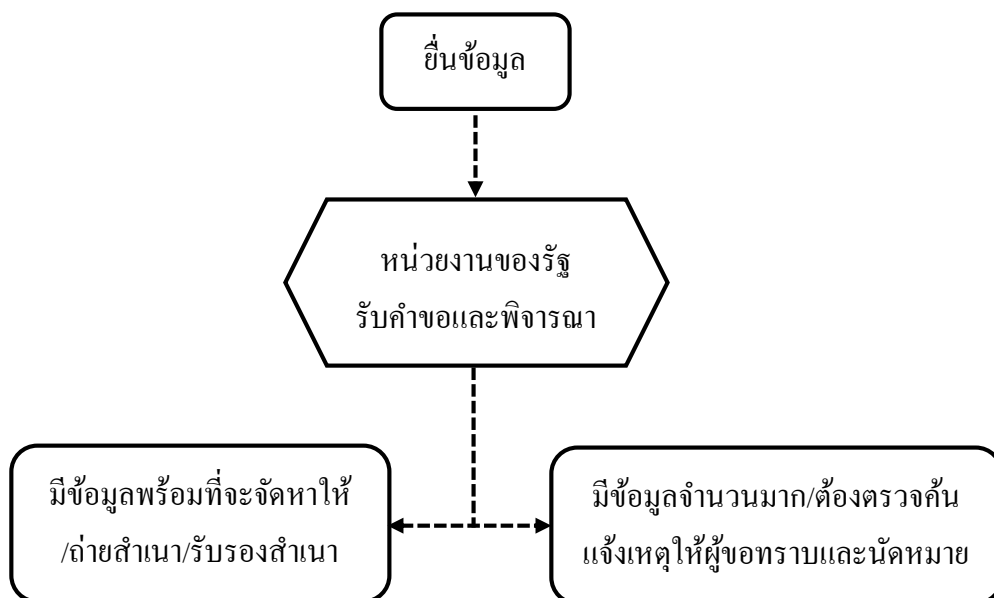 ยื่นข้อมูล
หน่วยงานของรัฐ
รับคำขอและพิจารณา
มีข้อมูลพร้อมที่จะจัดหาให้
/ถ่ายสำเนา/รับรองสำเนา
มีข้อมูลจำนวนมาก/ต้องตรวจค้น
แจ้งเหตุให้ผู้ขอทราบและนัดหมาย